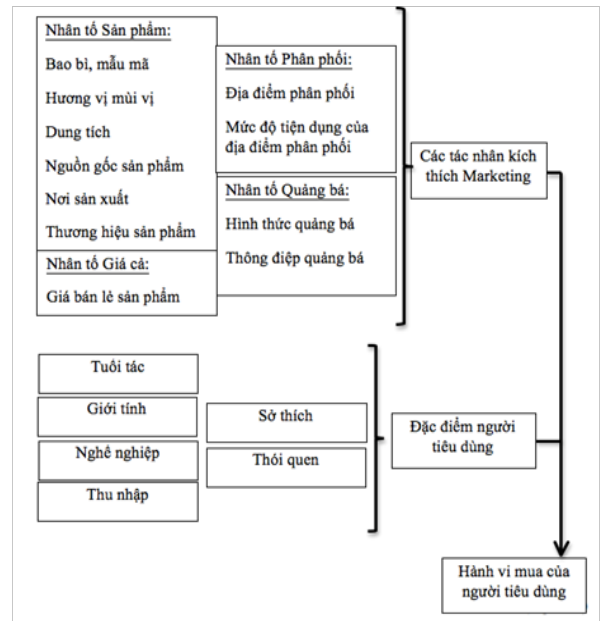 Nhân tố Sản phẩm:
Bao bì, mẫu mã
Hương vị mùi vị
Dung tích
Nguồn gốc sản phẩm
Nơi sản xuất
Thương hiệu sản phẩm
Nhân tố Giá cả:
Giá bán lẻ sản phẩm
Nhân tố Phân phối:
Địa điểm phân phối
Mức độ tiện dụng của
địa điểm phân phối
Nhân tố Quảng bá:
Hình thức quảng bá
Thông điệp quảng bá
Các tác nhân kích
thích Marketing
Tuổi tác
Giới tính
Nghề nghiệp
Thu nhập
Sở thích
Thói quen
Đặc điểm người
tiêu dùng
Hành vi mua của
người tiêu dùng